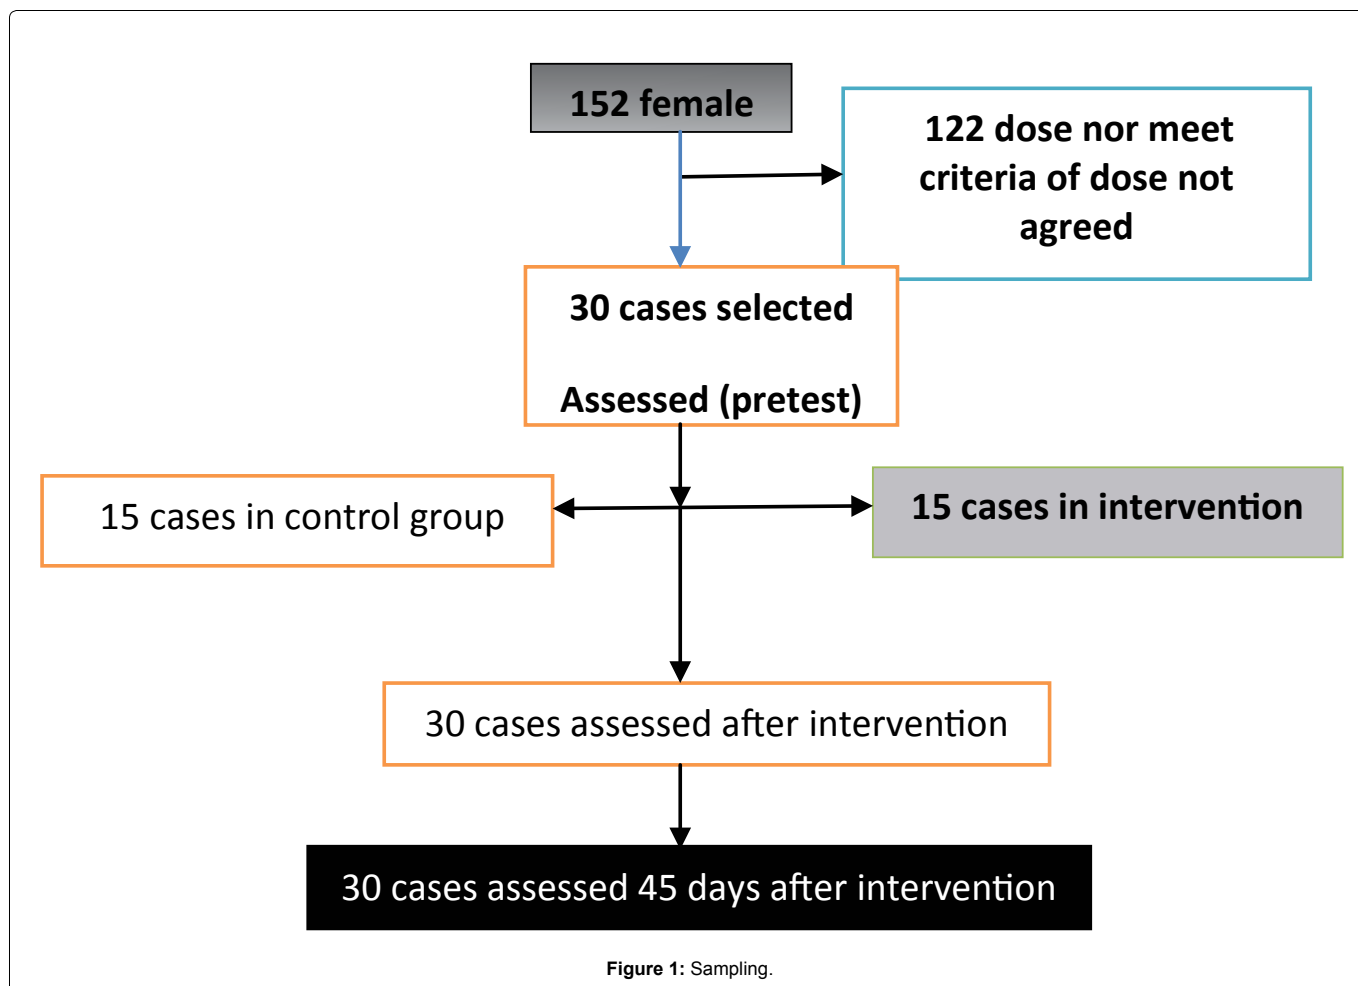 152 female
122 dose nor meet
criteria of dose not
agreed
30 cases selected
Assessed (pretest)
15 cases in control group
15 cases in intervention
30 cases assessed after intervention
30 cases assessed 45 days after intervention
Figure 1: Sampling.